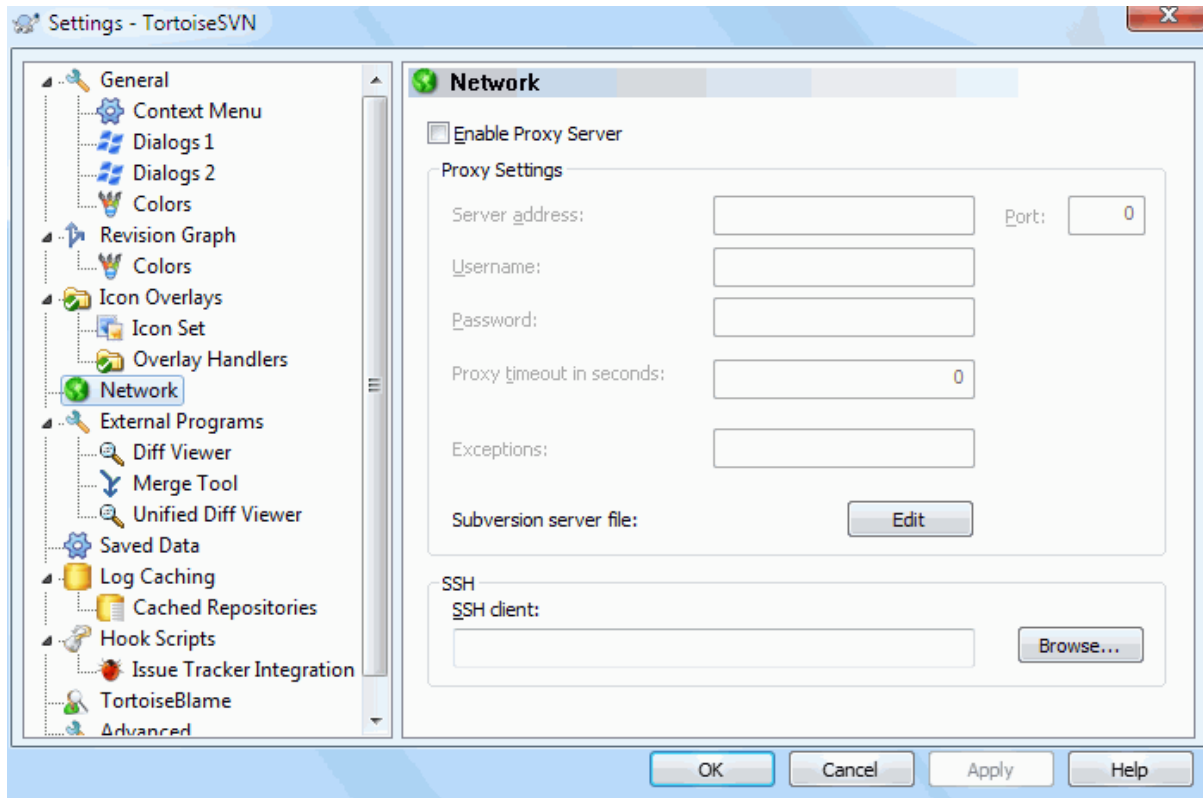 Settings - TortoiseSVN
General
Context Menu
Dialogs 1
Dialogs 2
Colors
Revision Graph
Colors
Icon Overlays
Icon Set
Overlay Handlers
Network
External Programs
Diff Viewer
Merge Tool
Unified Diff Viewer
Saved Data
Log Caching
Cached Repositories
Hook Scripts
Issue Tracker Integration
TortoiseBlame
Advanced
Network
Enable Proxy Server
Proxy Settings
Server address:
Port: 0
Username:
Password:
Proxy timeout in seconds: 0
Exceptions:
Subversion server file: Edit
SSH
SSH client:
Browse...
OK Cancel Apply Help